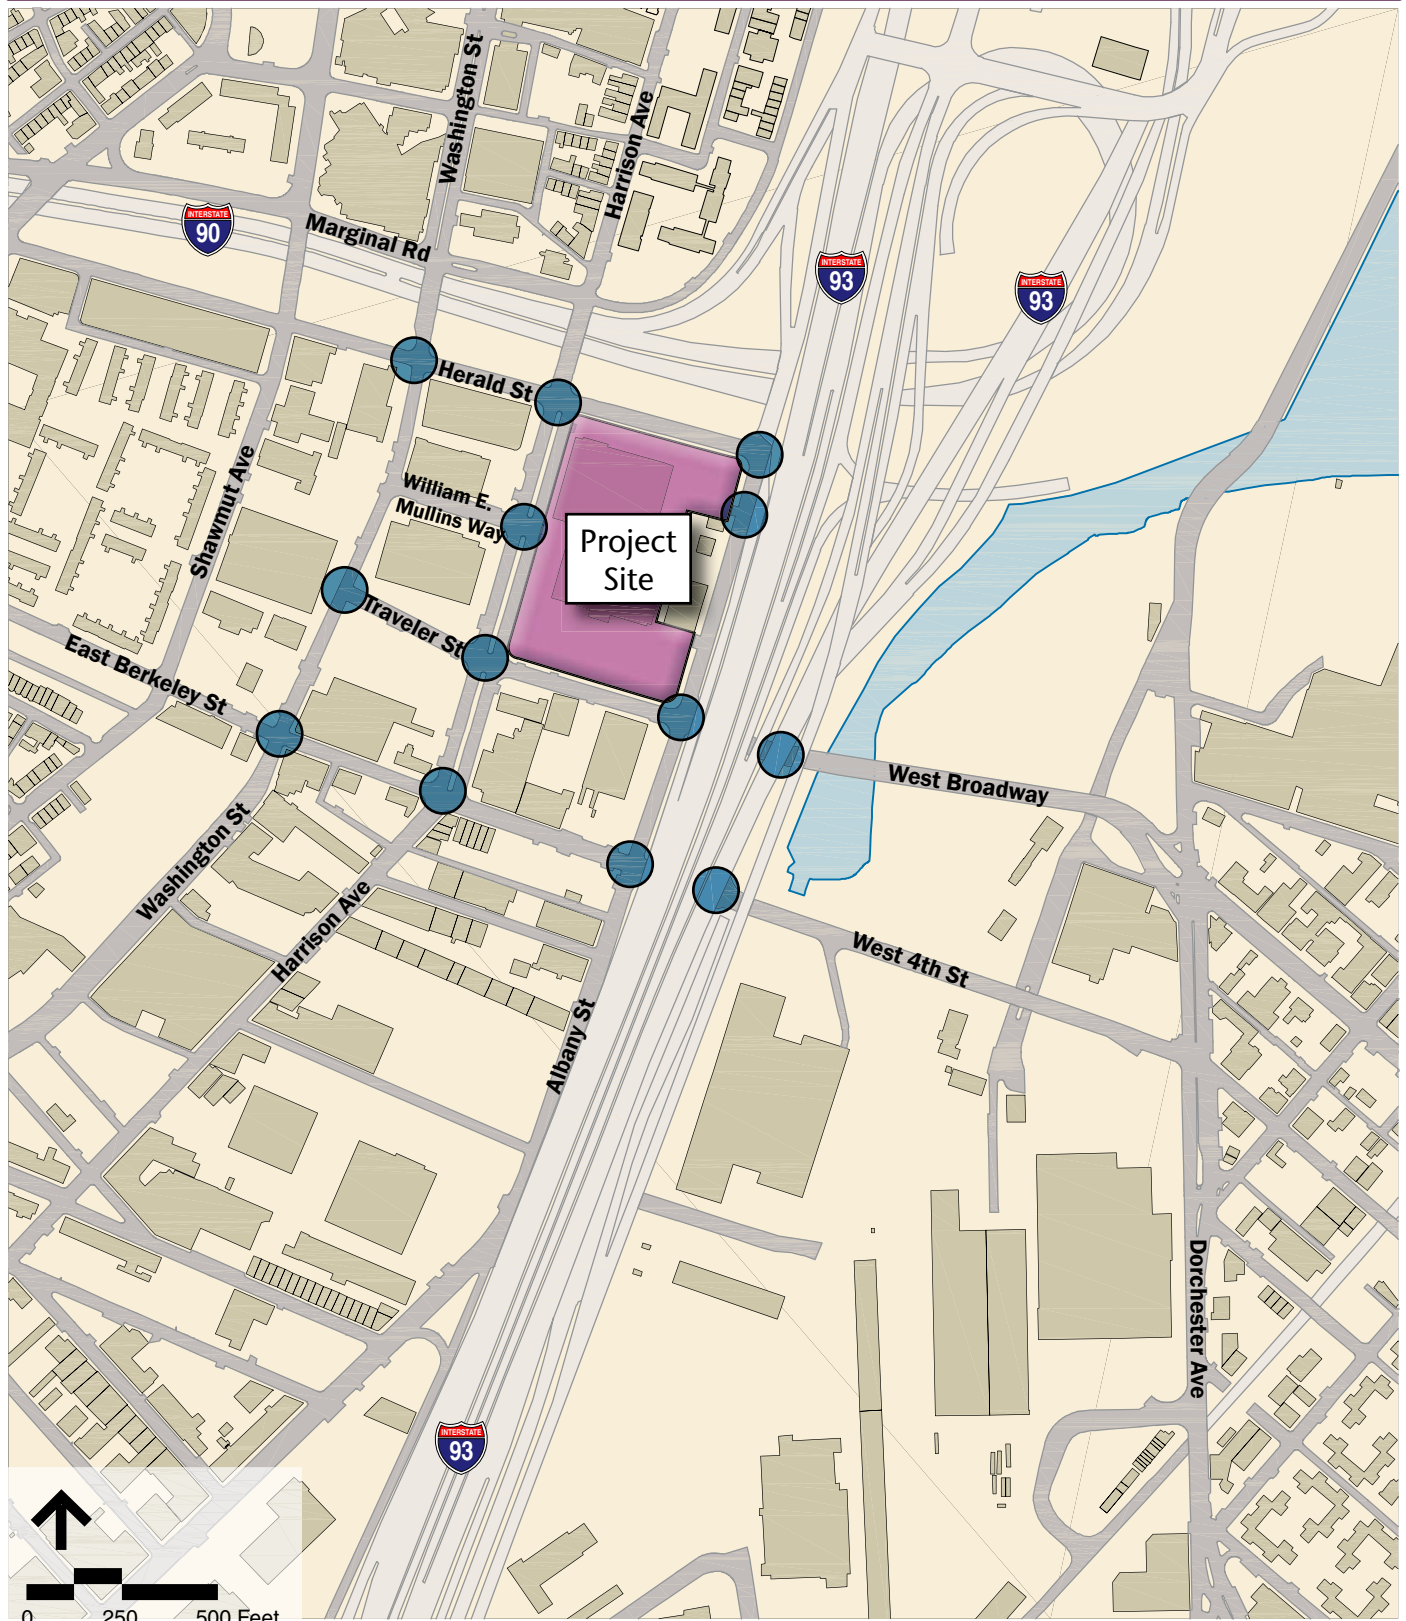 Washington St
Harrison Ave
INTERSTATE
90
Marginal Rd
INTERSTATE
93
INTERSTATE
93
Herald St
Shawmut Ave
William E.
Mullins Way
Project
Site
Traveler St
East Berkeley St
West Broadway
Washington St
Harrison Ave
West 4th St
Albany St
Dorchester Ave
INTERSTATE
93
0 250 500 Feet